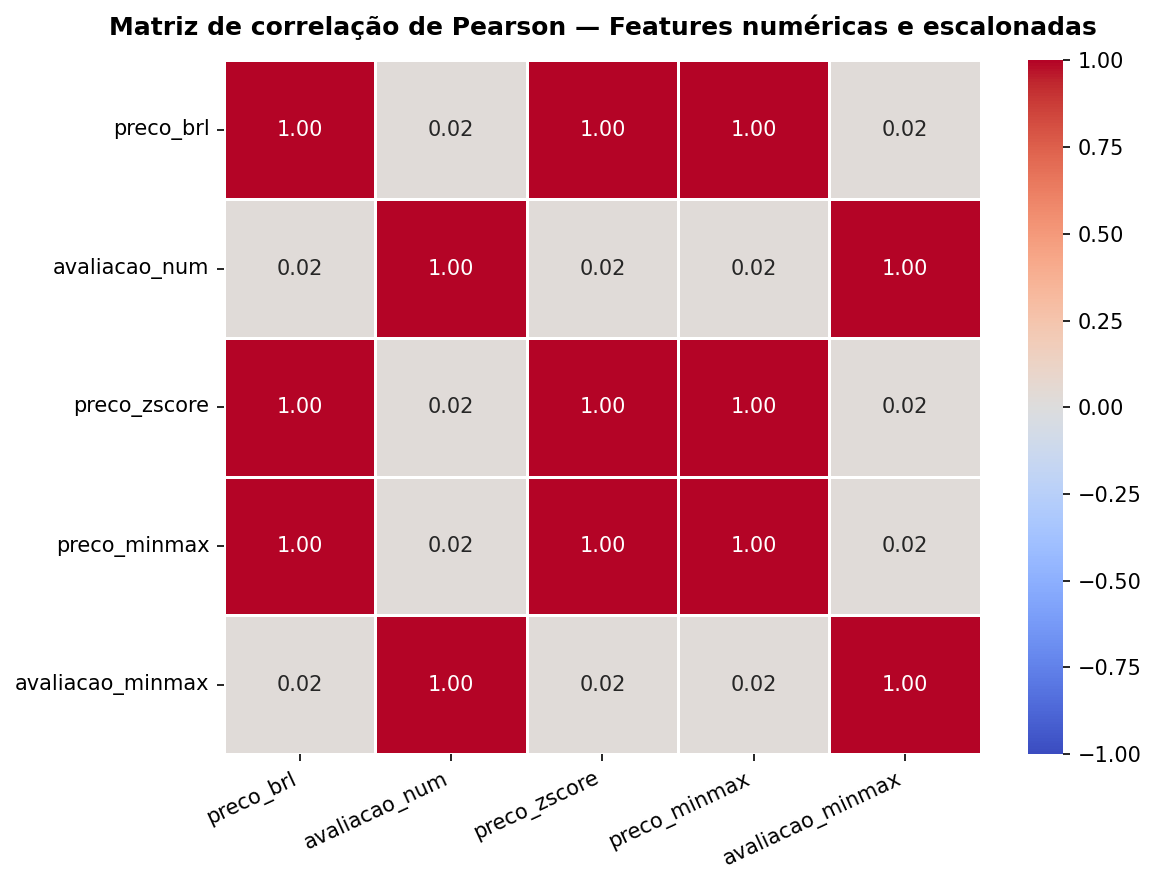 Matriz de correlação de Pearson — Features numéricas e escalonadas
preco_brl 1.00 0.02 1.00 1.00 0.02
avaliacao_num 0.02 1.00 0.02 0.02 1.00
preco_zscore 1.00 0.02 1.00 1.00 0.02
preco_minmax 1.00 0.02 1.00 1.00 0.02
avaliacao_minmax 0.02 1.00 0.02 0.02 1.00
preco_brl avaliacao_num preco_zscore preco_minmax avaliacao_minmax
1.00
0.75
0.50
0.25
0.00
−0.25
−0.50
−0.75
−1.00